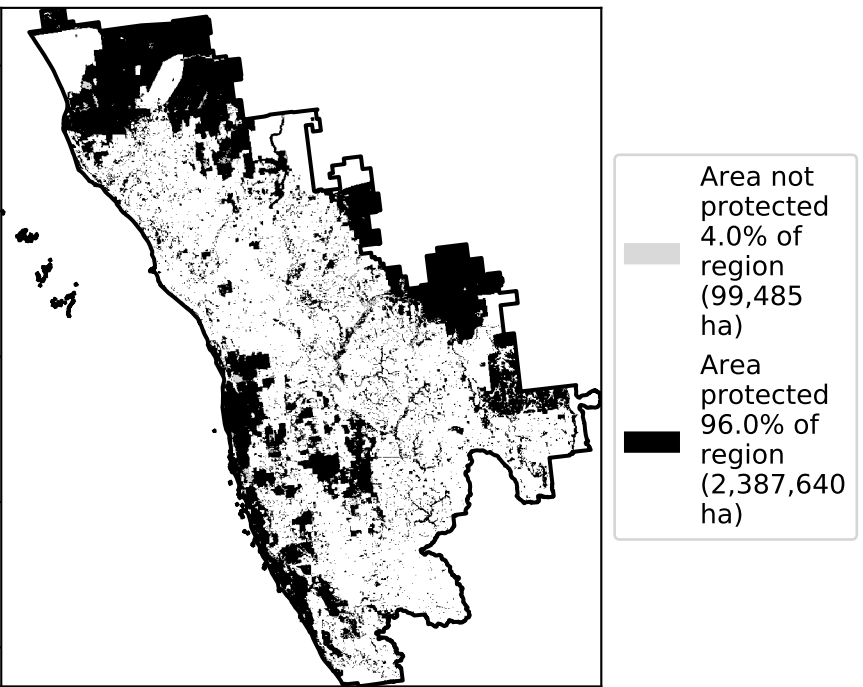 Area not
protected
4.0% of
region
(99,485
ha)
Area
protected
96.0% of
region
(2,387,640
ha)